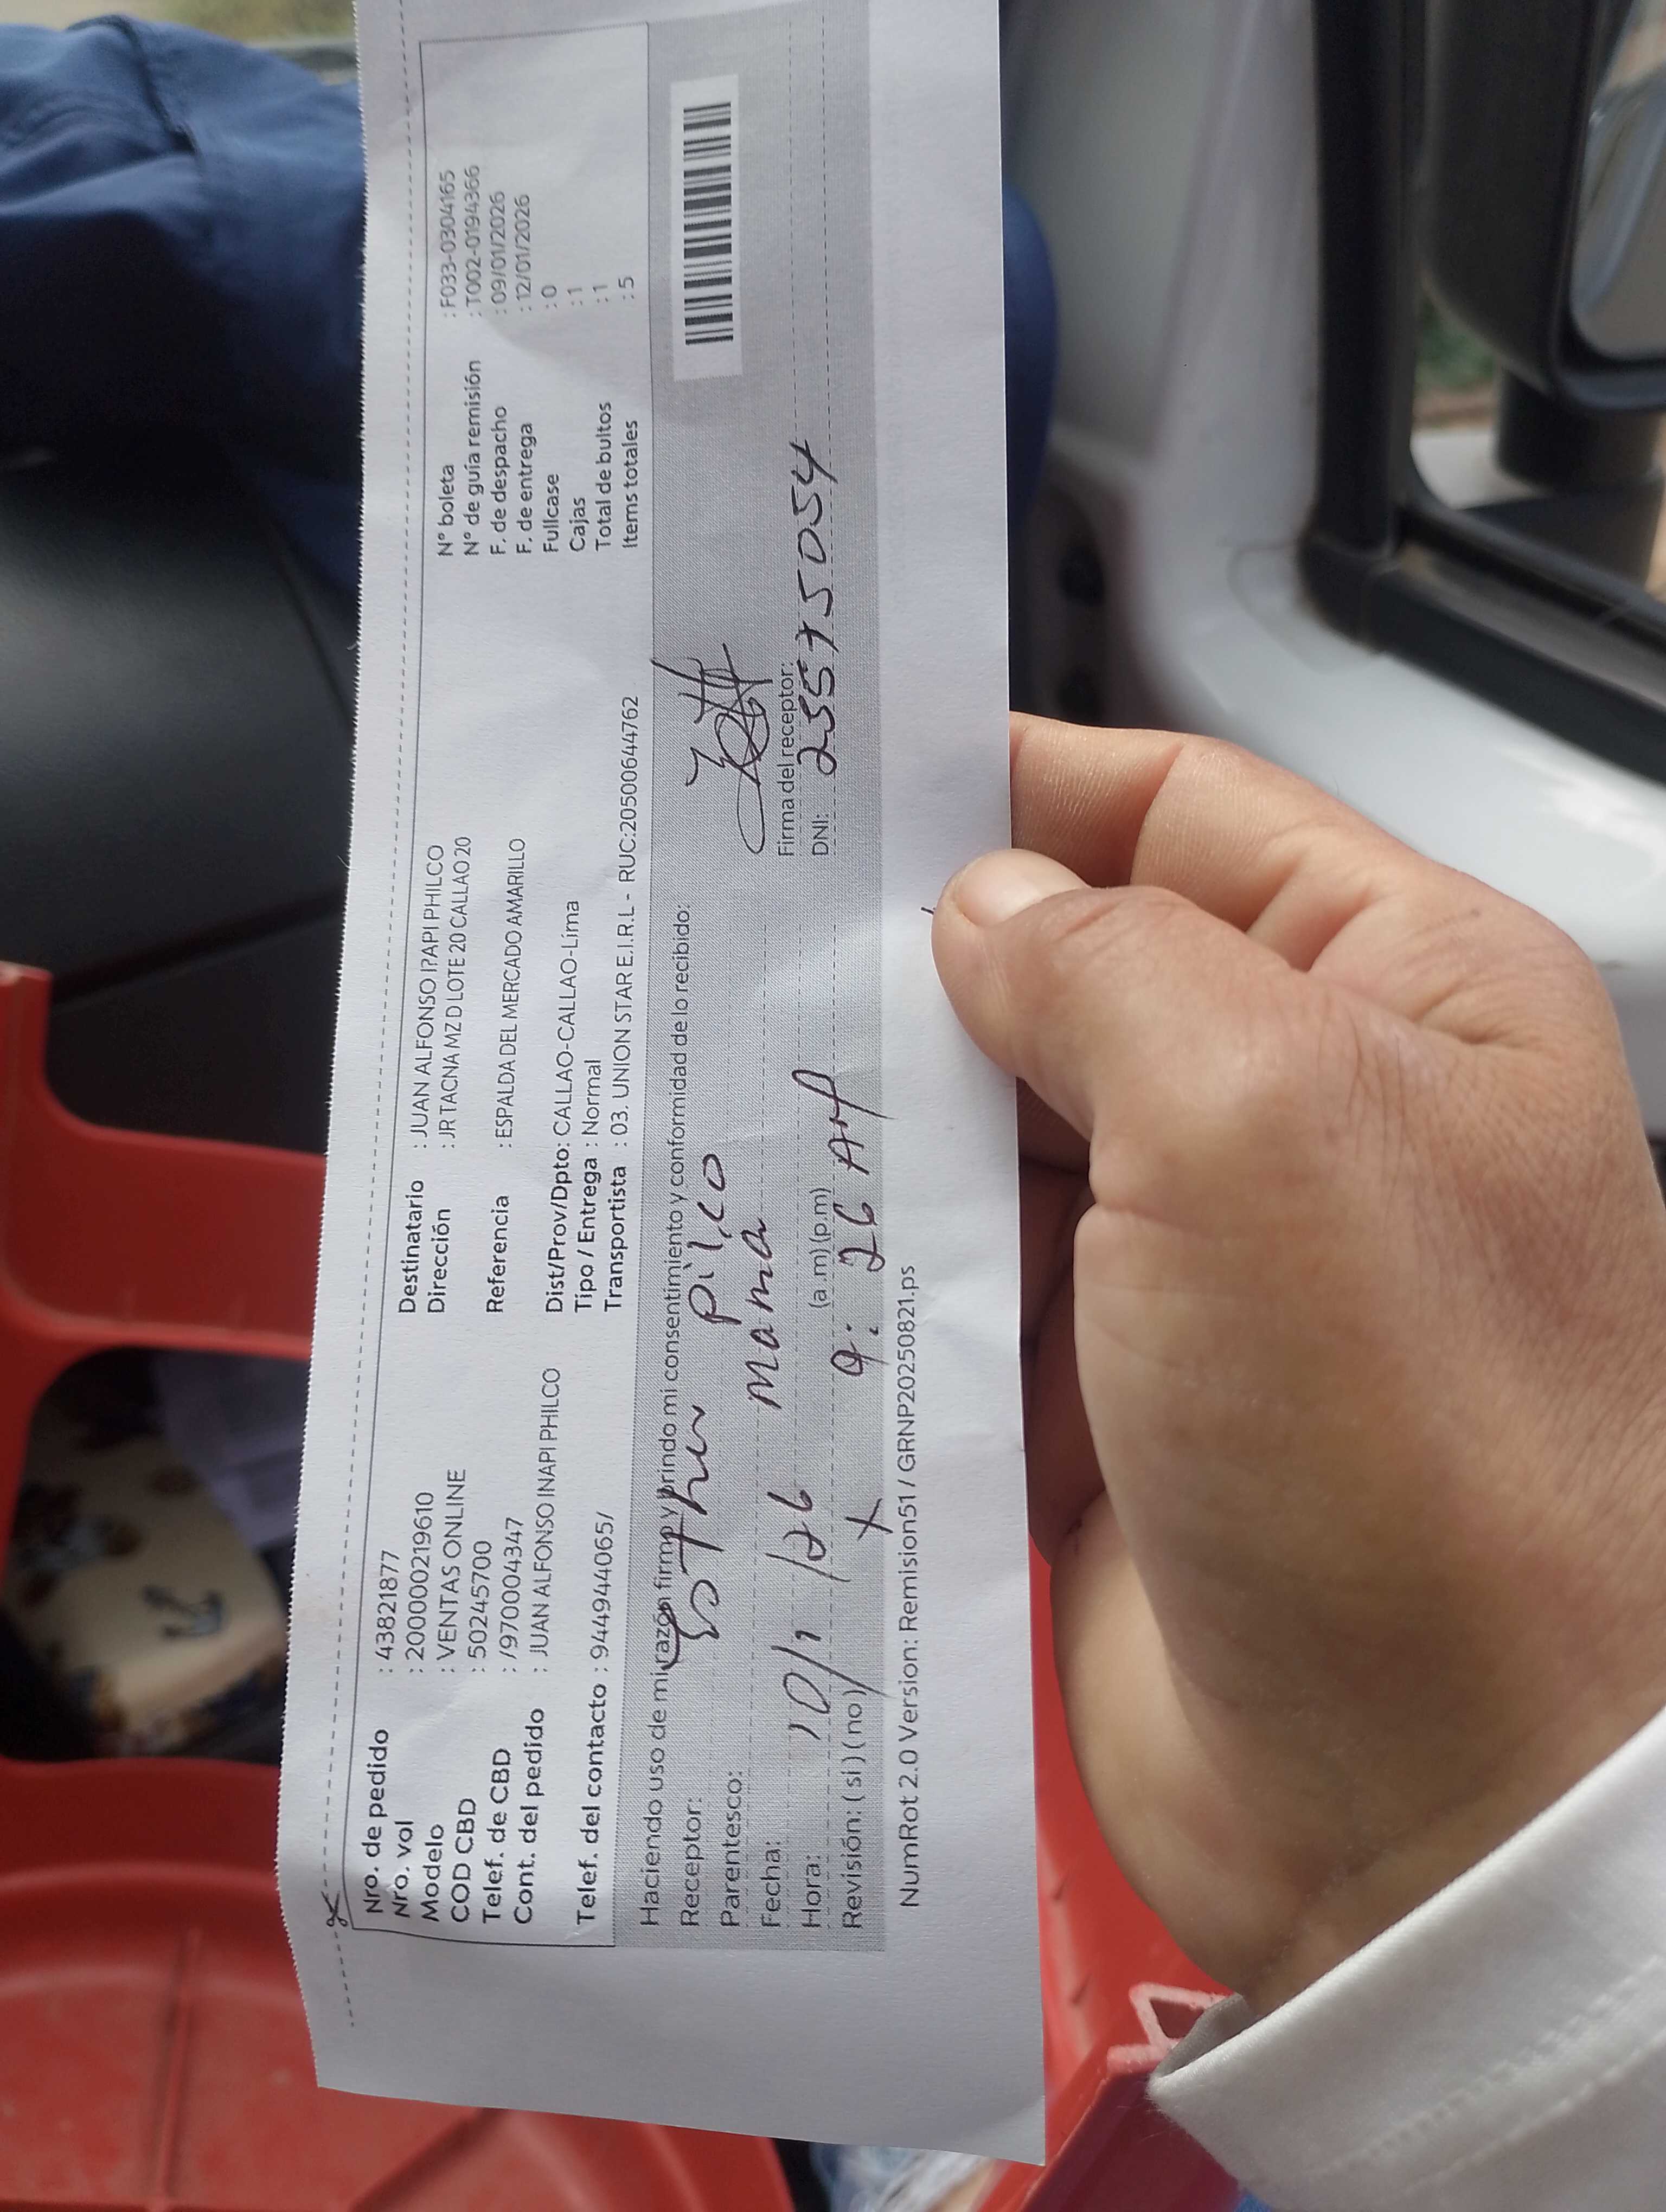 Nro. de pedido : 43821877
Nro. vol : 2000000219610
Modelo : VENTAS ONLINE
COD CBD : 50245700
Telef. de CBD : /970004347
Cont. del pedido : JUAN ALFONSO INAPI PHILCO
Telef. del contacto : 944944065/
Destinatario : JUAN ALFONSO I?API PHILCO
Dirección : JR TACNA MZ D LOTE 20 CALLAO 20
Referencia : ESPALDA DEL MERCADO AMARILLO
Dist/Prov/Dpto: CALLAO-CALLAO-Lima
Tipo / Entrega : Normal
Transportista : 03. UNION STAR E.I.R.L - RUC:20500644762
N° boleta : F033-0304165
N° de guía remisión : T002-0194366
F. de despacho : 09/01/2026
F. de entrega : 12/01/2026
Fullcase : 0
Cajas : 1
Total de bultos : 1
Items totales : 5
Haciendo uso de mi razón firmo y brindo mi consentimiento y conformidad de lo recibido:
Receptor: Esther pilco
Parentesco: mama
Fecha: 10/1/26
Hora: (a.m) (p.m) 9:26 AM
Revisión: ( si ) ( no ) X
Firma del receptor:
DNI: 25575054
NumRot 2.0 Version: Remision51 / GRNP20250821.ps